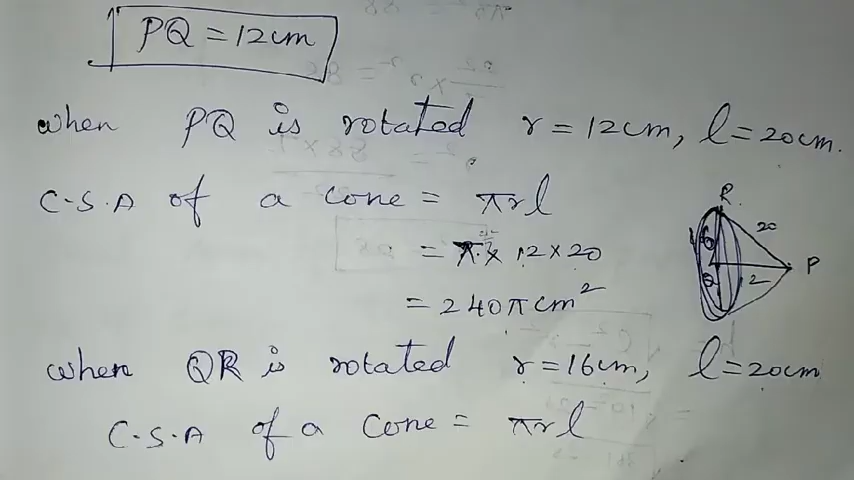 PQ = 12cm
when PQ is rotated r = 12cm, l = 20cm.
C.S.A of a cone = πrl
= π × 12 × 20
= 240π cm²
R
20
P
Q
12
when QR is rotated r = 16cm, l = 20cm
C.S.A of a cone = πrl